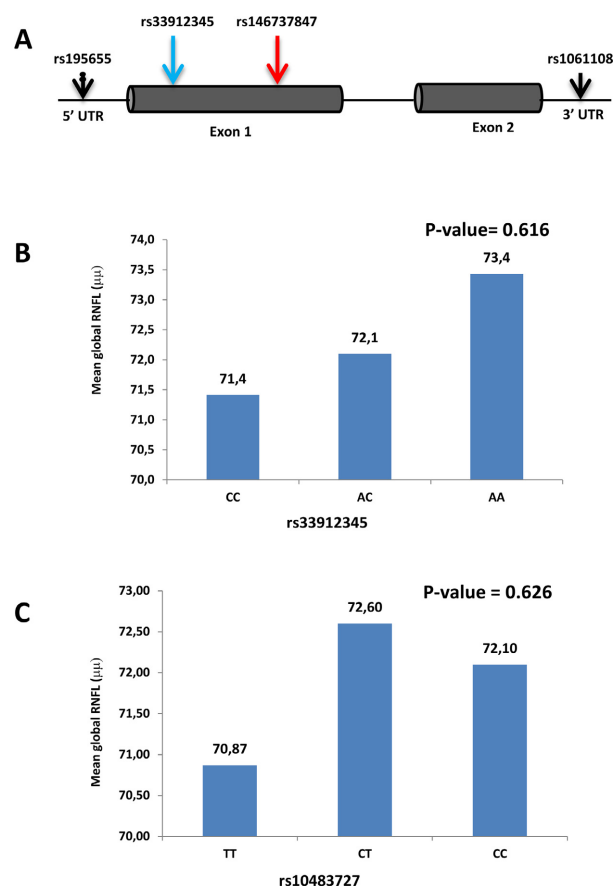 A
rs33912345
rs146737847
rs195655
rs1061108
5’ UTR
Exon 1
Exon 2
3’ UTR
B
P-value= 0.616
Mean global RNFL (μμ)
74,0
73,5
73,0
72,5
72,0
71,5
71,0
70,5
70,0
71,4
72,1
73,4
CC
AC
AA
rs33912345
C
P-value = 0.626
Mean global RNFL (μμ)
73,00
72,50
72,00
71,50
71,00
70,50
70,00
70,87
72,60
72,10
TT
CT
CC
rs10483727